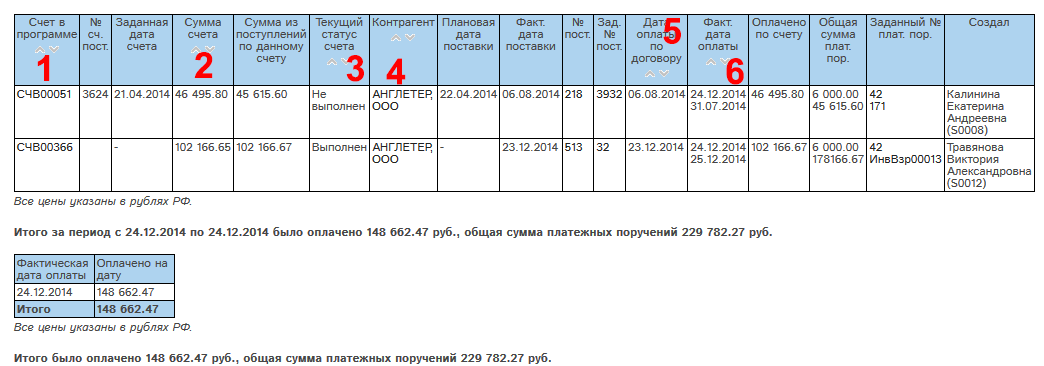 Счет в программе № сч. пост. Заданная дата счета Сумма счета Сумма из поступлений по данному счету Текущий статус счета Контрагент Плановая дата поставки Факт. дата поставки № пост. Зад. № пост. Дата оплаты по договору Факт. дата оплаты Оплачено по счету Общая сумма плат. пор. Заданный № плат. пор. Создал
1 2 3 4 5 6
СЧВ00051 3624 21.04.2014 46 495.80 45 615.60 Не выполнен АНГЛЕТЕР, ООО 22.04.2014 06.08.2014 218 3932 06.08.2014 24.12.2014 31.07.2014 46 495.80 6 000.00 45 615.60 42 171 Калинина Екатерина Андреевна (S0008)
СЧВ00366 - 102 166.65 102 166.67 Выполнен АНГЛЕТЕР, ООО - 23.12.2014 513 32 23.12.2014 24.12.2014 25.12.2014 102 166.67 6 000.00 178166.67 42 ИнвВзр00013 Травянова Виктория Александровна (S0012)
Все цены указаны в рублях РФ.
Итого за период с 24.12.2014 по 24.12.2014 было оплачено 148 662.47 руб., общая сумма платежных поручений 229 782.27 руб.
Фактическая дата оплаты Оплачено на дату
24.12.2014 148 662.47
Итого 148 662.47
Все цены указаны в рублях РФ.
Итого было оплачено 148 662.47 руб., общая сумма платежных поручений 229 782.27 руб.